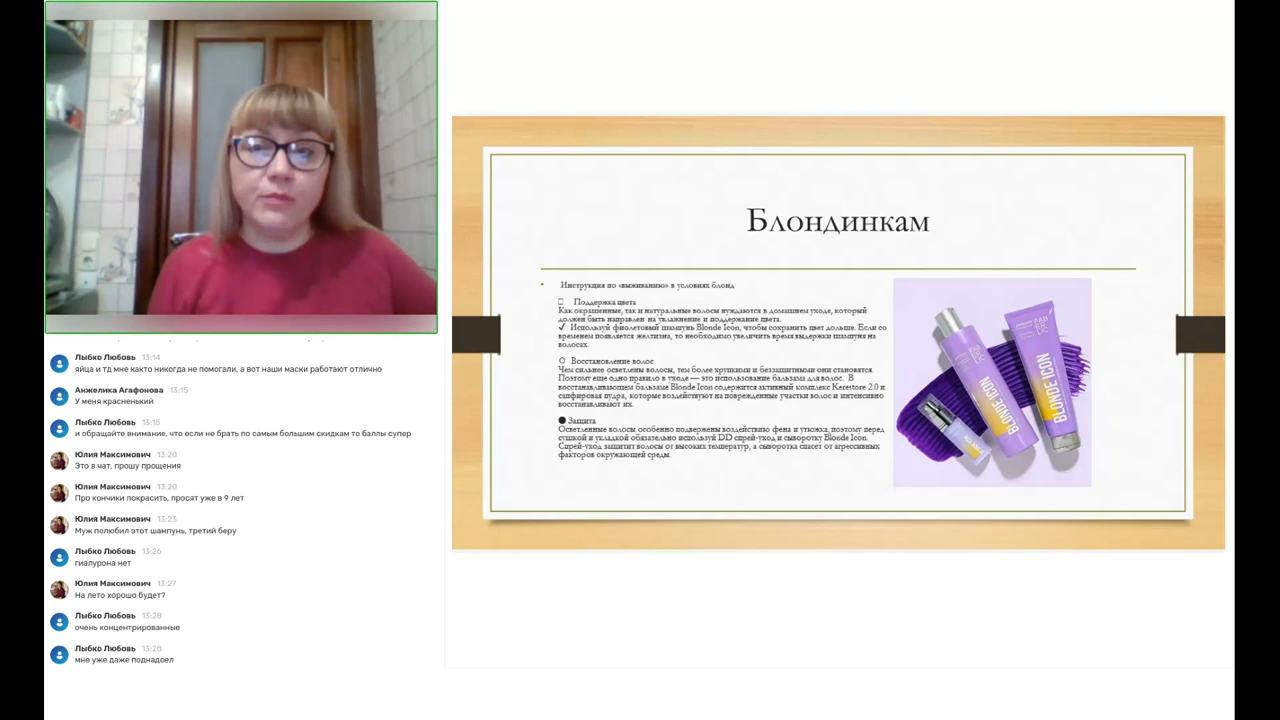 Лыбко Любовь 13:14
яйца и тд мне както никогда не помогали, а вот наши маски работают отлично
Анжелика Агафонова 13:15
У меня красненький
Лыбко Любовь 13:15
и обращайте внимание, что если не брать по самым большим скидкам то баллы супер
Юлия Максимович 13:20
Это в чат, прошу прощения
Юлия Максимович 13:20
Про кончики покрасить, просят уже в 9 лет
Юлия Максимович 13:23
Муж полюбил этот шампунь, третий беру
Лыбко Любовь 13:26
гиалурона нет
Юлия Максимович 13:27
На лето хорошо будет?
Лыбко Любовь 13:28
очень концентрированные
Лыбко Любовь 13:28
мне уже даже поднадоел
Блондинкам
• Инструкция по «выживанию» в условиях блонд
Поддержка цвета
Как окрашенные, так и натуральные волосы нуждаются в домашнем уходе, который
должен быть направлен на увлажнение и поддержание цвета.
✓ Используй фиолетовый шампунь Blonde Icon, чтобы сохранить цвет дольше. Если со
временем появляется желтизна, то необходимо увеличить время выдержки шампуня на
волосах.
Восстановление волос
Чем сильнее осветлены волосы, тем более хрупкими и беззащитными они становятся.
Поэтому еще одно правило в уходе — это использование бальзама для волос. В
восстанавливающем бальзаме Blonde Icon содержится активный комплекс Kerestore 2.0 и
сапфировая пудра, которые воздействуют на поврежденные участки волос и интенсивно
восстанавливают их.
Защита
Осветленные волосы особенно подвержены воздействию фена и утюжка, поэтому перед
сушкой и укладкой обязательно используй DD спрей-уход и сыворотку Blonde Icon.
Спрей-уход защитит волосы от высоких температур, а сыворотка спасет от агрессивных
факторов окружающей среды.
BLONDE ICON
BLONDE ICON